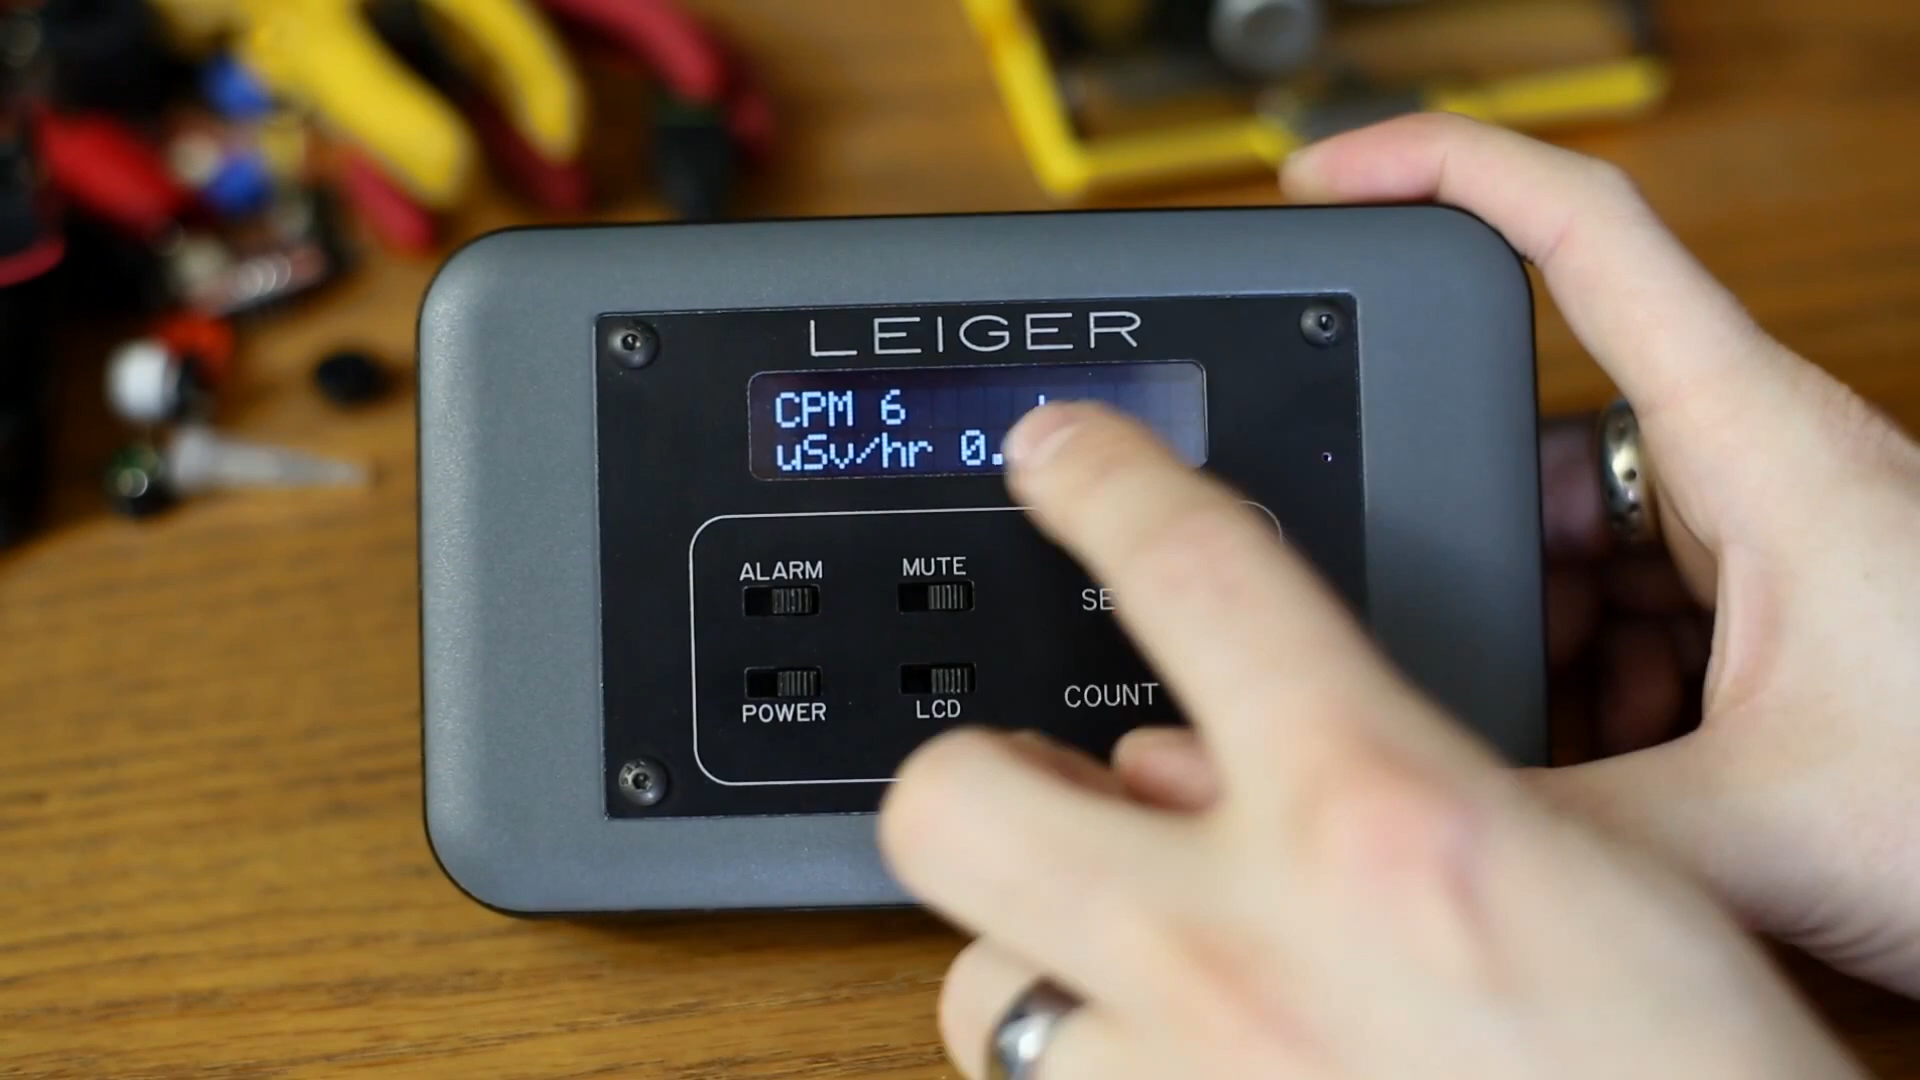 LEIGER
CPM 6
uSv/hr 0.
ALARM
MUTE
POWER
LCD
COUNT